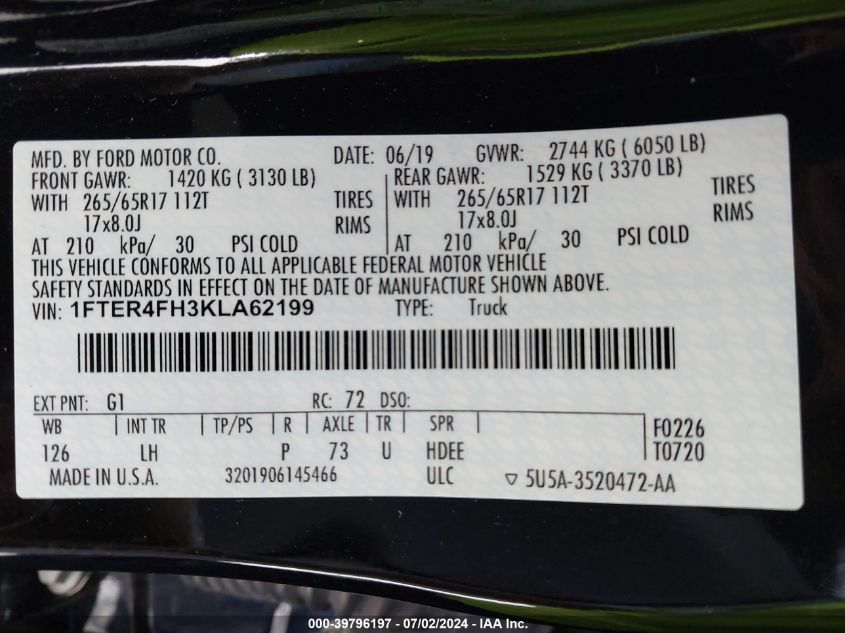 MFD. BY FORD MOTOR CO. DATE: 06/19 GVWR: 2744 KG ( 6050 LB)
FRONT GAWR: 1420 KG ( 3130 LB) REAR GAWR: 1529 KG ( 3370 LB)
WITH 265/65R17 112T TIRES WITH 265/65R17 112T TIRES
17x8.0J RIMS 17x8.0J RIMS
AT 210 kPa/ 30 PSI COLD AT 210 kPa/ 30 PSI COLD
THIS VEHICLE CONFORMS TO ALL APPLICABLE FEDERAL MOTOR VEHICLE
SAFETY STANDARDS IN EFFECT ON THE DATE OF MANUFACTURE SHOWN ABOVE.
VIN: 1FTER4FH3KLA62199 TYPE: Truck
EXT PNT: G1 RC: 72 DSO:
WB INT TR TP/PS R AXLE TR SPR F0226
126 LH P 73 U HDEE T0720
MADE IN U.S.A. 3201906145466 ULC ▽ 5U5A-3520472-AA
000-39796197 - 07/02/2024 - IAAI.com